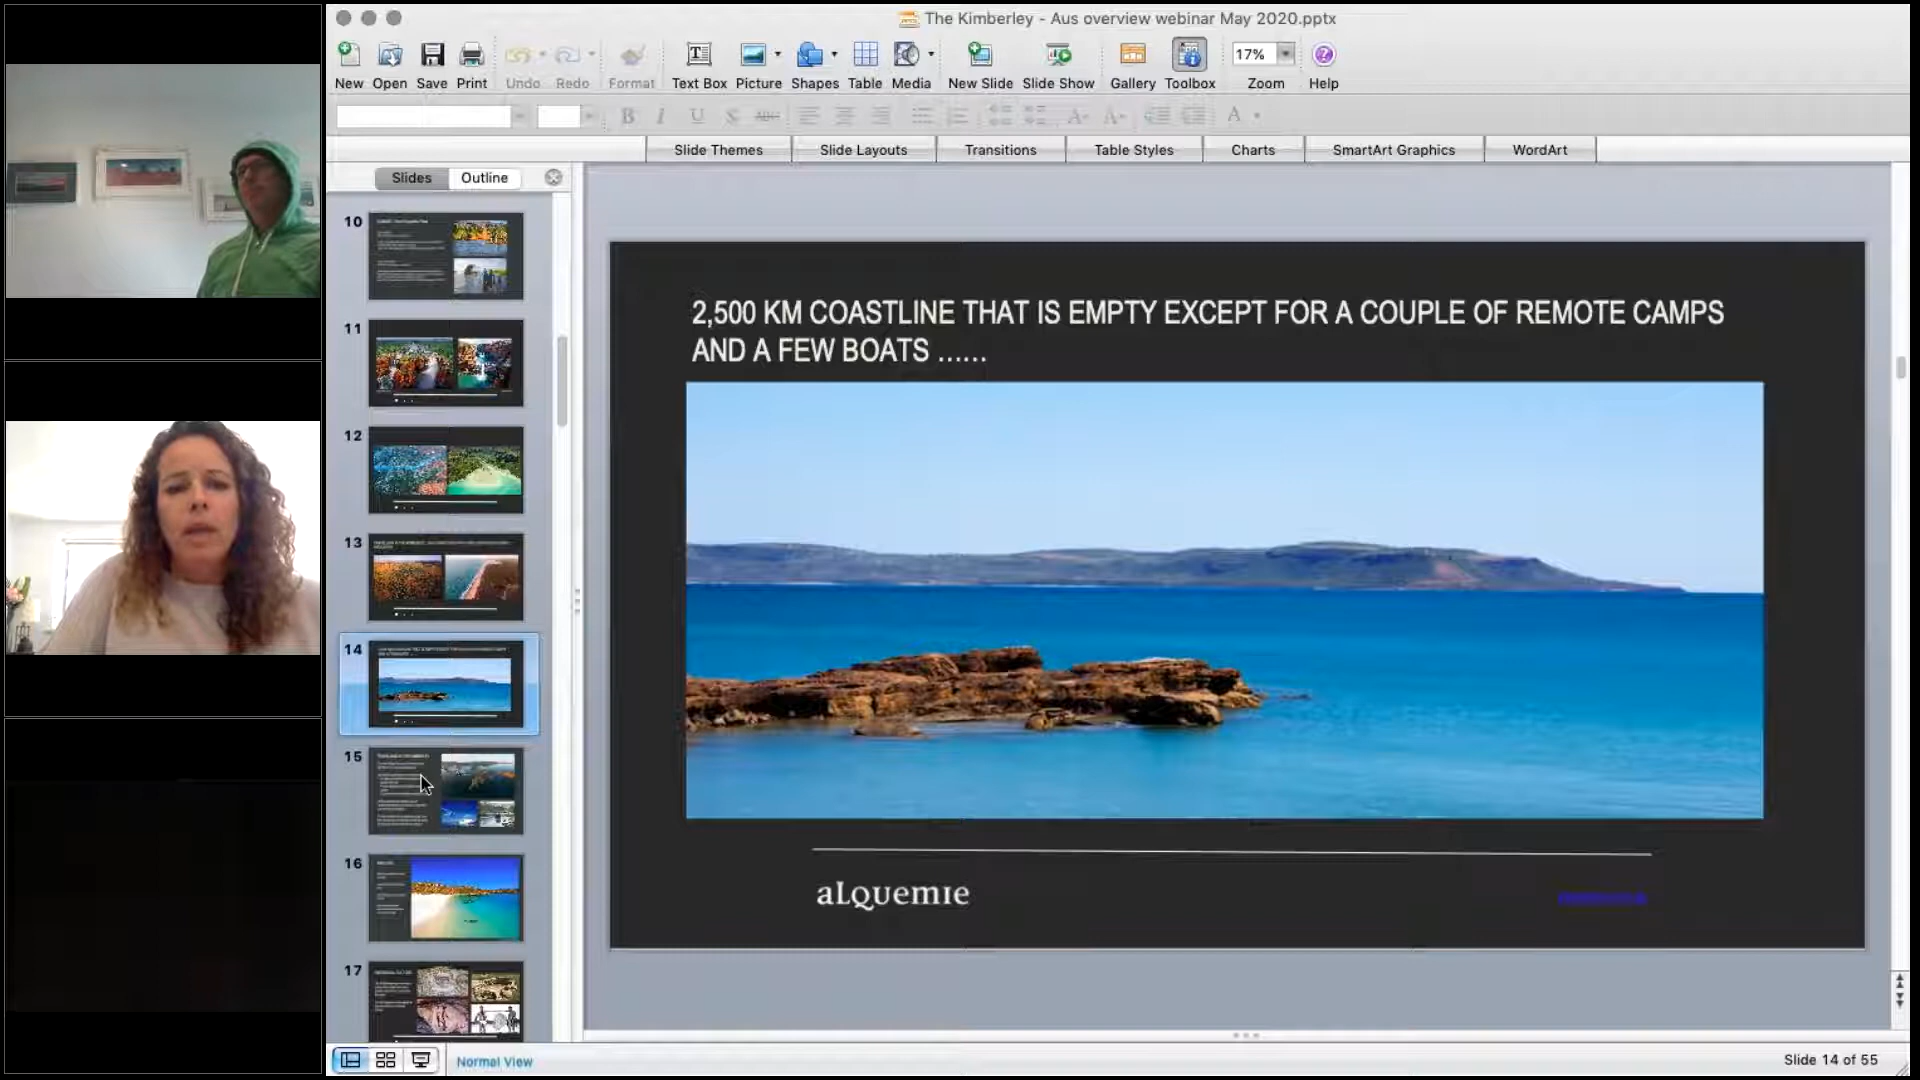 The Kimberley - Aus overview webinar May 2020.pptx
New Open Save Print Undo Redo Format Text Box Picture Shapes Table Media New Slide Slide Show Gallery Toolbox 17% Zoom Help
B I U S ABC A A A
Slide Themes Slide Layouts Transitions Table Styles Charts SmartArt Graphics WordArt
Slides Outline
10
11
12
13
14
15
16
17
2,500 KM COASTLINE THAT IS EMPTY EXCEPT FOR A COUPLE OF REMOTE CAMPS
AND A FEW BOATS ......
aLQUEMIE
Normal View
Slide 14 of 55